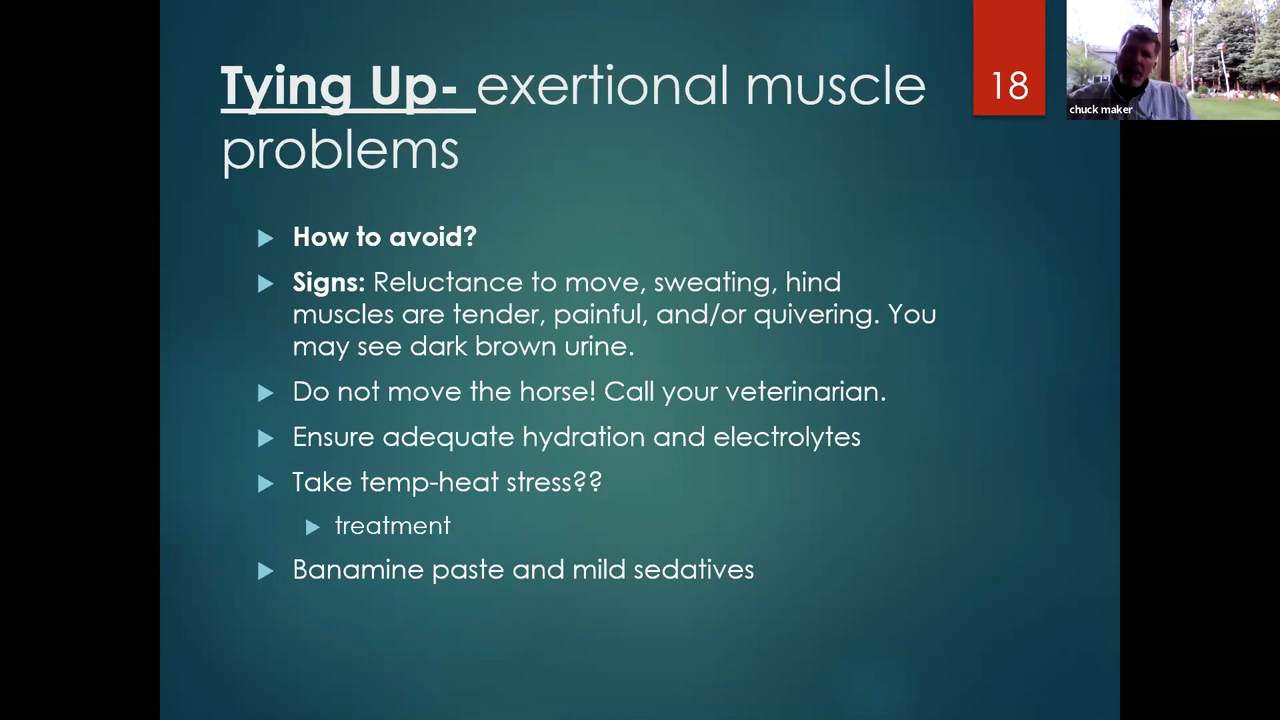 Tying Up- exertional muscle
problems
18
chuck maker
How to avoid?
Signs: Reluctance to move, sweating, hind
muscles are tender, painful, and/or quivering. You
may see dark brown urine.
Do not move the horse! Call your veterinarian.
Ensure adequate hydration and electrolytes
Take temp-heat stress??
treatment
Banamine paste and mild sedatives